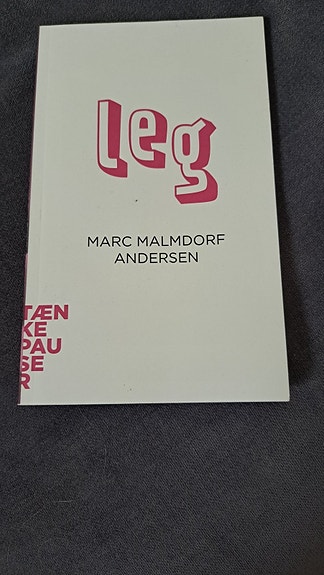 leg
MARC MALMDORF
ANDERSEN
TÆN
KE
PAU
SE
R